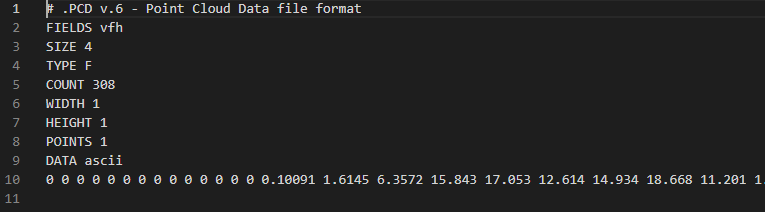 1 # .PCD v.6 - Point Cloud Data file format
2 FIELDS vfh
3 SIZE 4
4 TYPE F
5 COUNT 308
6 WIDTH 1
7 HEIGHT 1
8 POINTS 1
9 DATA ascii
10 0 0 0 0 0 0 0 0 0 0 0 0 0 0 0.10091 1.6145 6.3572 15.843 17.053 12.614 14.934 18.668 11.201 1.
11